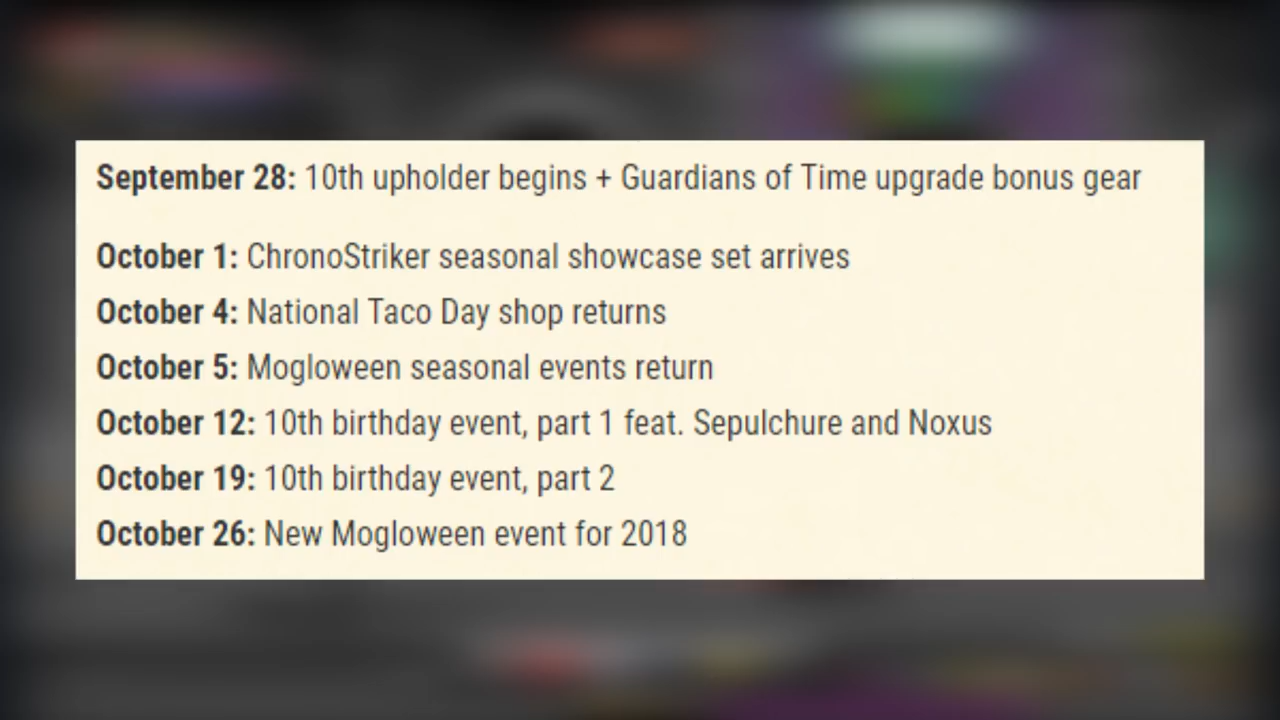 September 28: 10th upholder begins + Guardians of Time upgrade bonus gear
October 1: ChronoStriker seasonal showcase set arrives
October 4: National Taco Day shop returns
October 5: Mogloween seasonal events return
October 12: 10th birthday event, part 1 feat. Sepulchure and Noxus
October 19: 10th birthday event, part 2
October 26: New Mogloween event for 2018